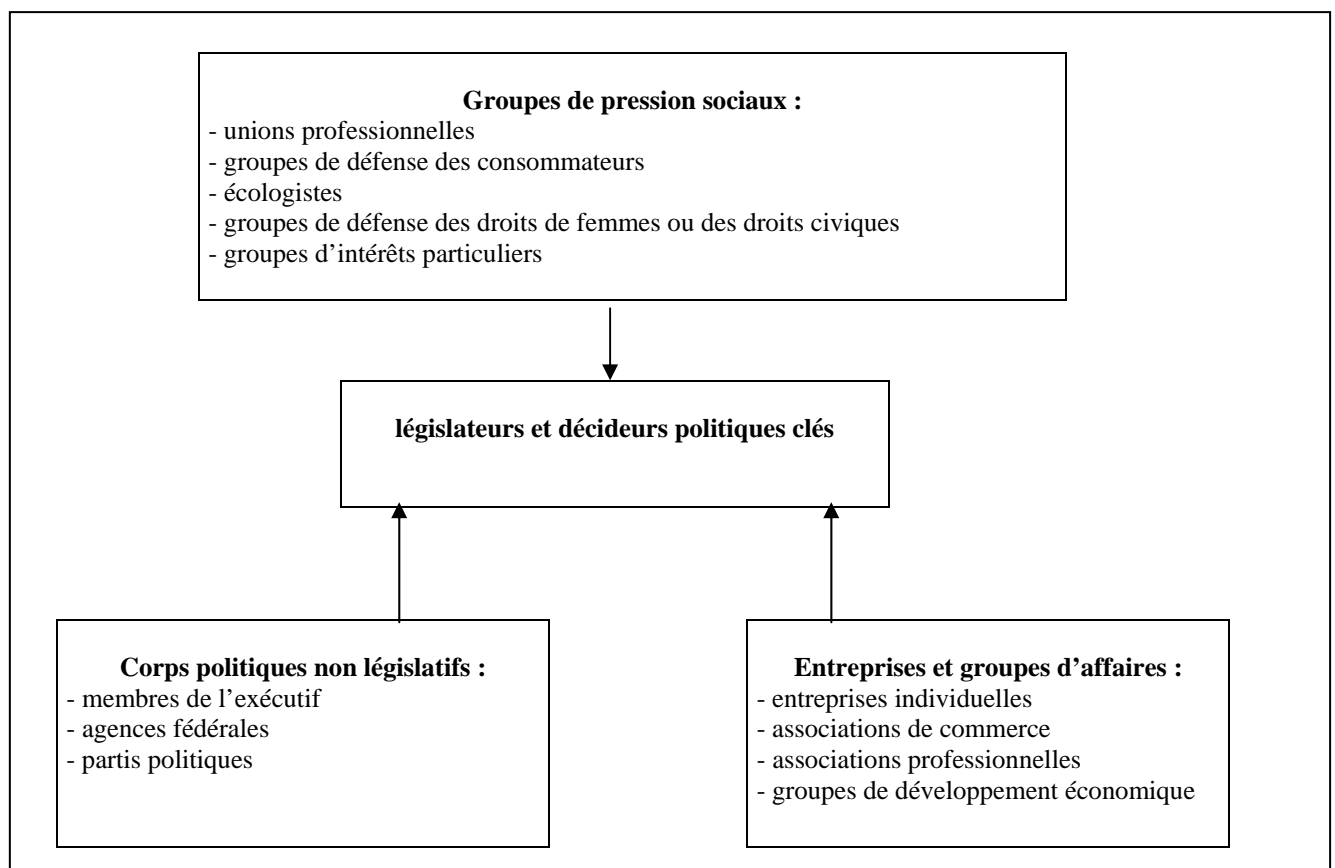 Groupes de pression sociaux :
- unions professionnelles
- groupes de défense des consommateurs
- écologistes
- groupes de défense des droits de femmes ou des droits civiques
- groupes d’intérêts particuliers
législateurs et décideurs politiques clés
Corps politiques non législatifs :
- membres de l’exécutif
- agences fédérales
- partis politiques
Entreprises et groupes d’affaires :
- entreprises individuelles
- associations de commerce
- associations professionnelles
- groupes de développement économique